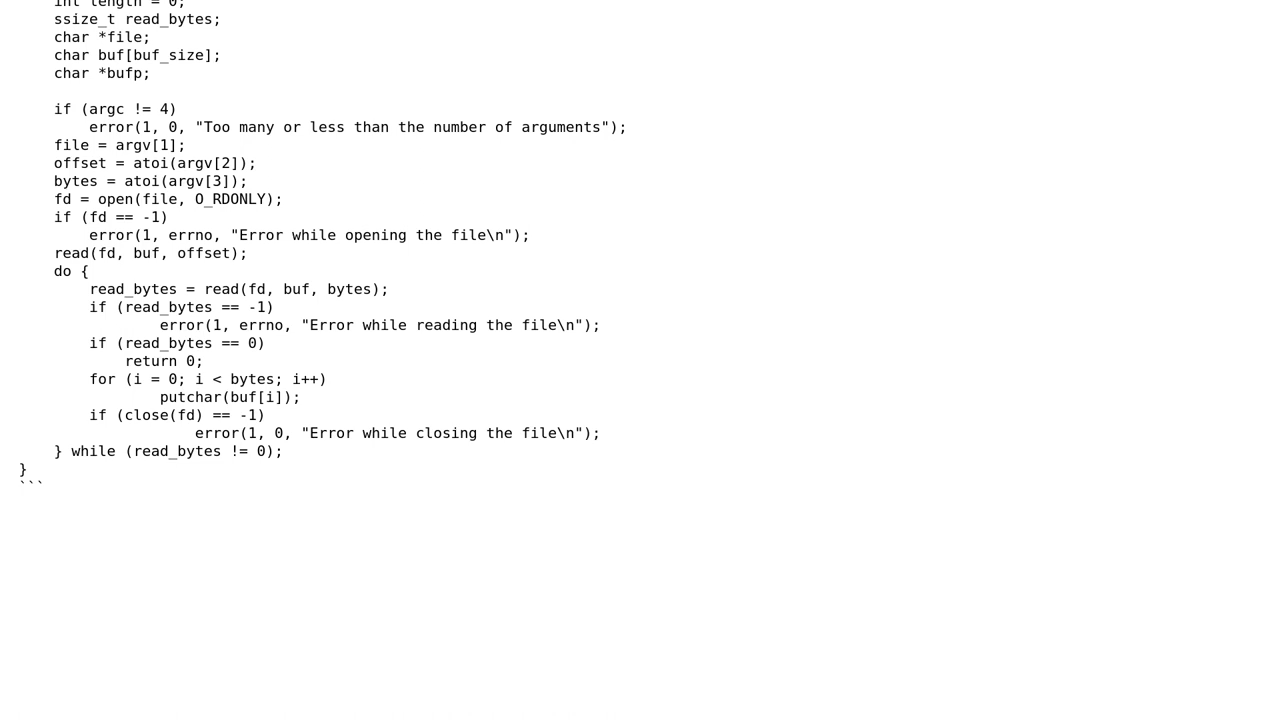 int length = 0;
ssize_t read_bytes;
char *file;
char buf[buf_size];
char *bufp;
if (argc != 4)
error(1, 0, "Too many or less than the number of arguments");
file = argv[1];
offset = atoi(argv[2]);
bytes = atoi(argv[3]);
fd = open(file, O_RDONLY);
if (fd == -1)
error(1, errno, "Error while opening the file\n");
read(fd, buf, offset);
do {
read_bytes = read(fd, buf, bytes);
if (read_bytes == -1)
error(1, errno, "Error while reading the file\n");
if (read_bytes == 0)
return 0;
for (i = 0; i < bytes; i++)
putchar(buf[i]);
if (close(fd) == -1)
error(1, 0, "Error while closing the file\n");
} while (read_bytes != 0);
}
```